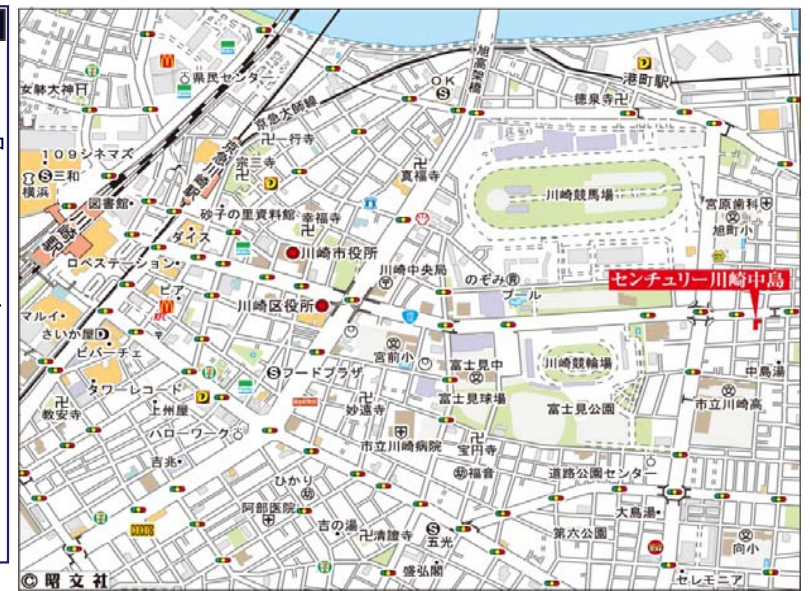 旭高架橋
港町駅
県民センター
OK
徳泉寺
女躰大神
京急大師線
一行寺
109シネマズ
京急川崎駅
宗三寺
真福寺
三和
横浜
川崎競馬場
宮原歯科
図書館
砂子の里資料館
幸福寺
旭町小
川崎駅
ダイス
川崎市役所
ロペステーション
川崎中央局
のぞみ
センチュリー川崎中島
プール
ビア
川崎区役所
マルイ
さいか屋
宮前小
富士見中
川崎競輪場
中島湯
ビバーチェ
フードプラザ
タワーレコード
富士見球場
富士見公園
市立川崎高
教安寺
上州屋
妙遠寺
ハローワーク
市立川崎病院
宝円寺
吉兆
福音
道路公園センター
ひかり
阿部医院
大島湯
吉の湯
清證寺
五光
第六公園
向小
盛弘閣
セレモニア
© 昭文社